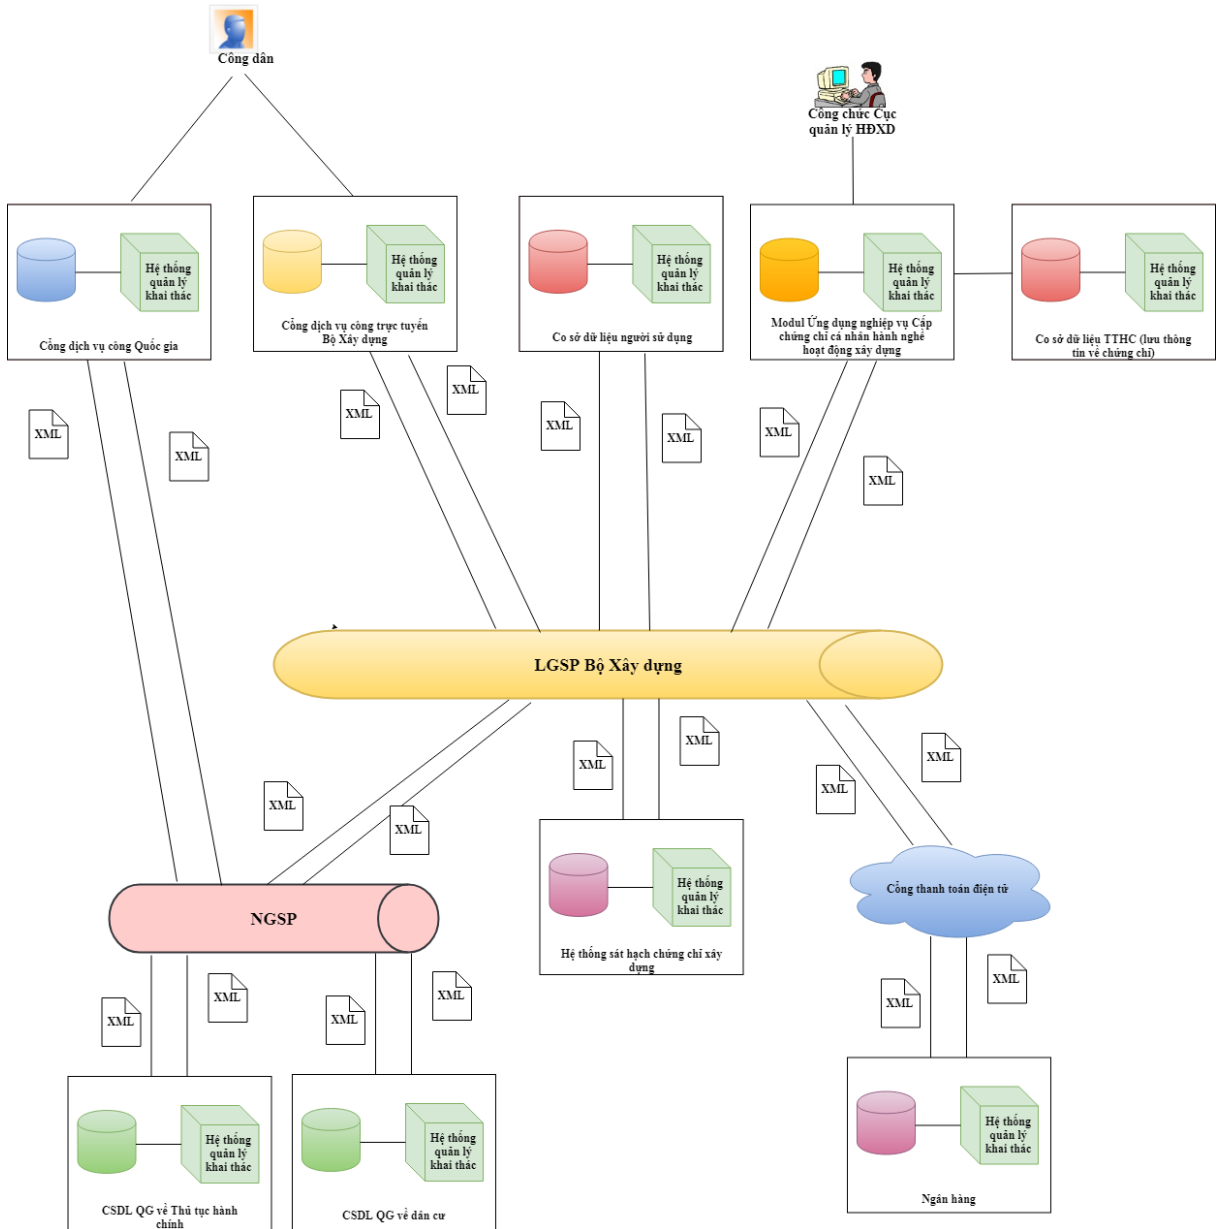 Công dân
Công chức Cục
quản lý HĐXD
Hệ thống
quản lý
khai thác
Cổng dịch vụ công Quốc gia
Hệ thống
quản lý
khai thác
Cổng dịch vụ công trực tuyến
Bộ Xây dựng
Hệ thống
quản lý
khai thác
Co sở dữ liệu người sử dụng
Hệ thống
quản lý
khai thác
Modul Ứng dụng nghiệp vụ Cấp
chứng chỉ cá nhân hành nghề
hoạt động xây dựng
Hệ thống
quản lý
khai thác
Co sở dữ liệu TTHC (lưu thông
tin về chứng chỉ)
XML
XML
XML
XML
XML
XML
XML
XML
LGSP Bộ Xây dựng
XML
XML
XML
XML
XML
XML
Hệ thống
quản lý
khai thác
Hệ thống sát hạch chứng chỉ xây
dựng
Cổng thanh toán điện tử
NGSP
XML
XML
XML
XML
XML
XML
Hệ thống
quản lý
khai thác
CSDL QG về Thủ tục hành
chính
Hệ thống
quản lý
khai thác
CSDL QG về dân cư
Hệ thống
quản lý
khai thác
Ngân hàng